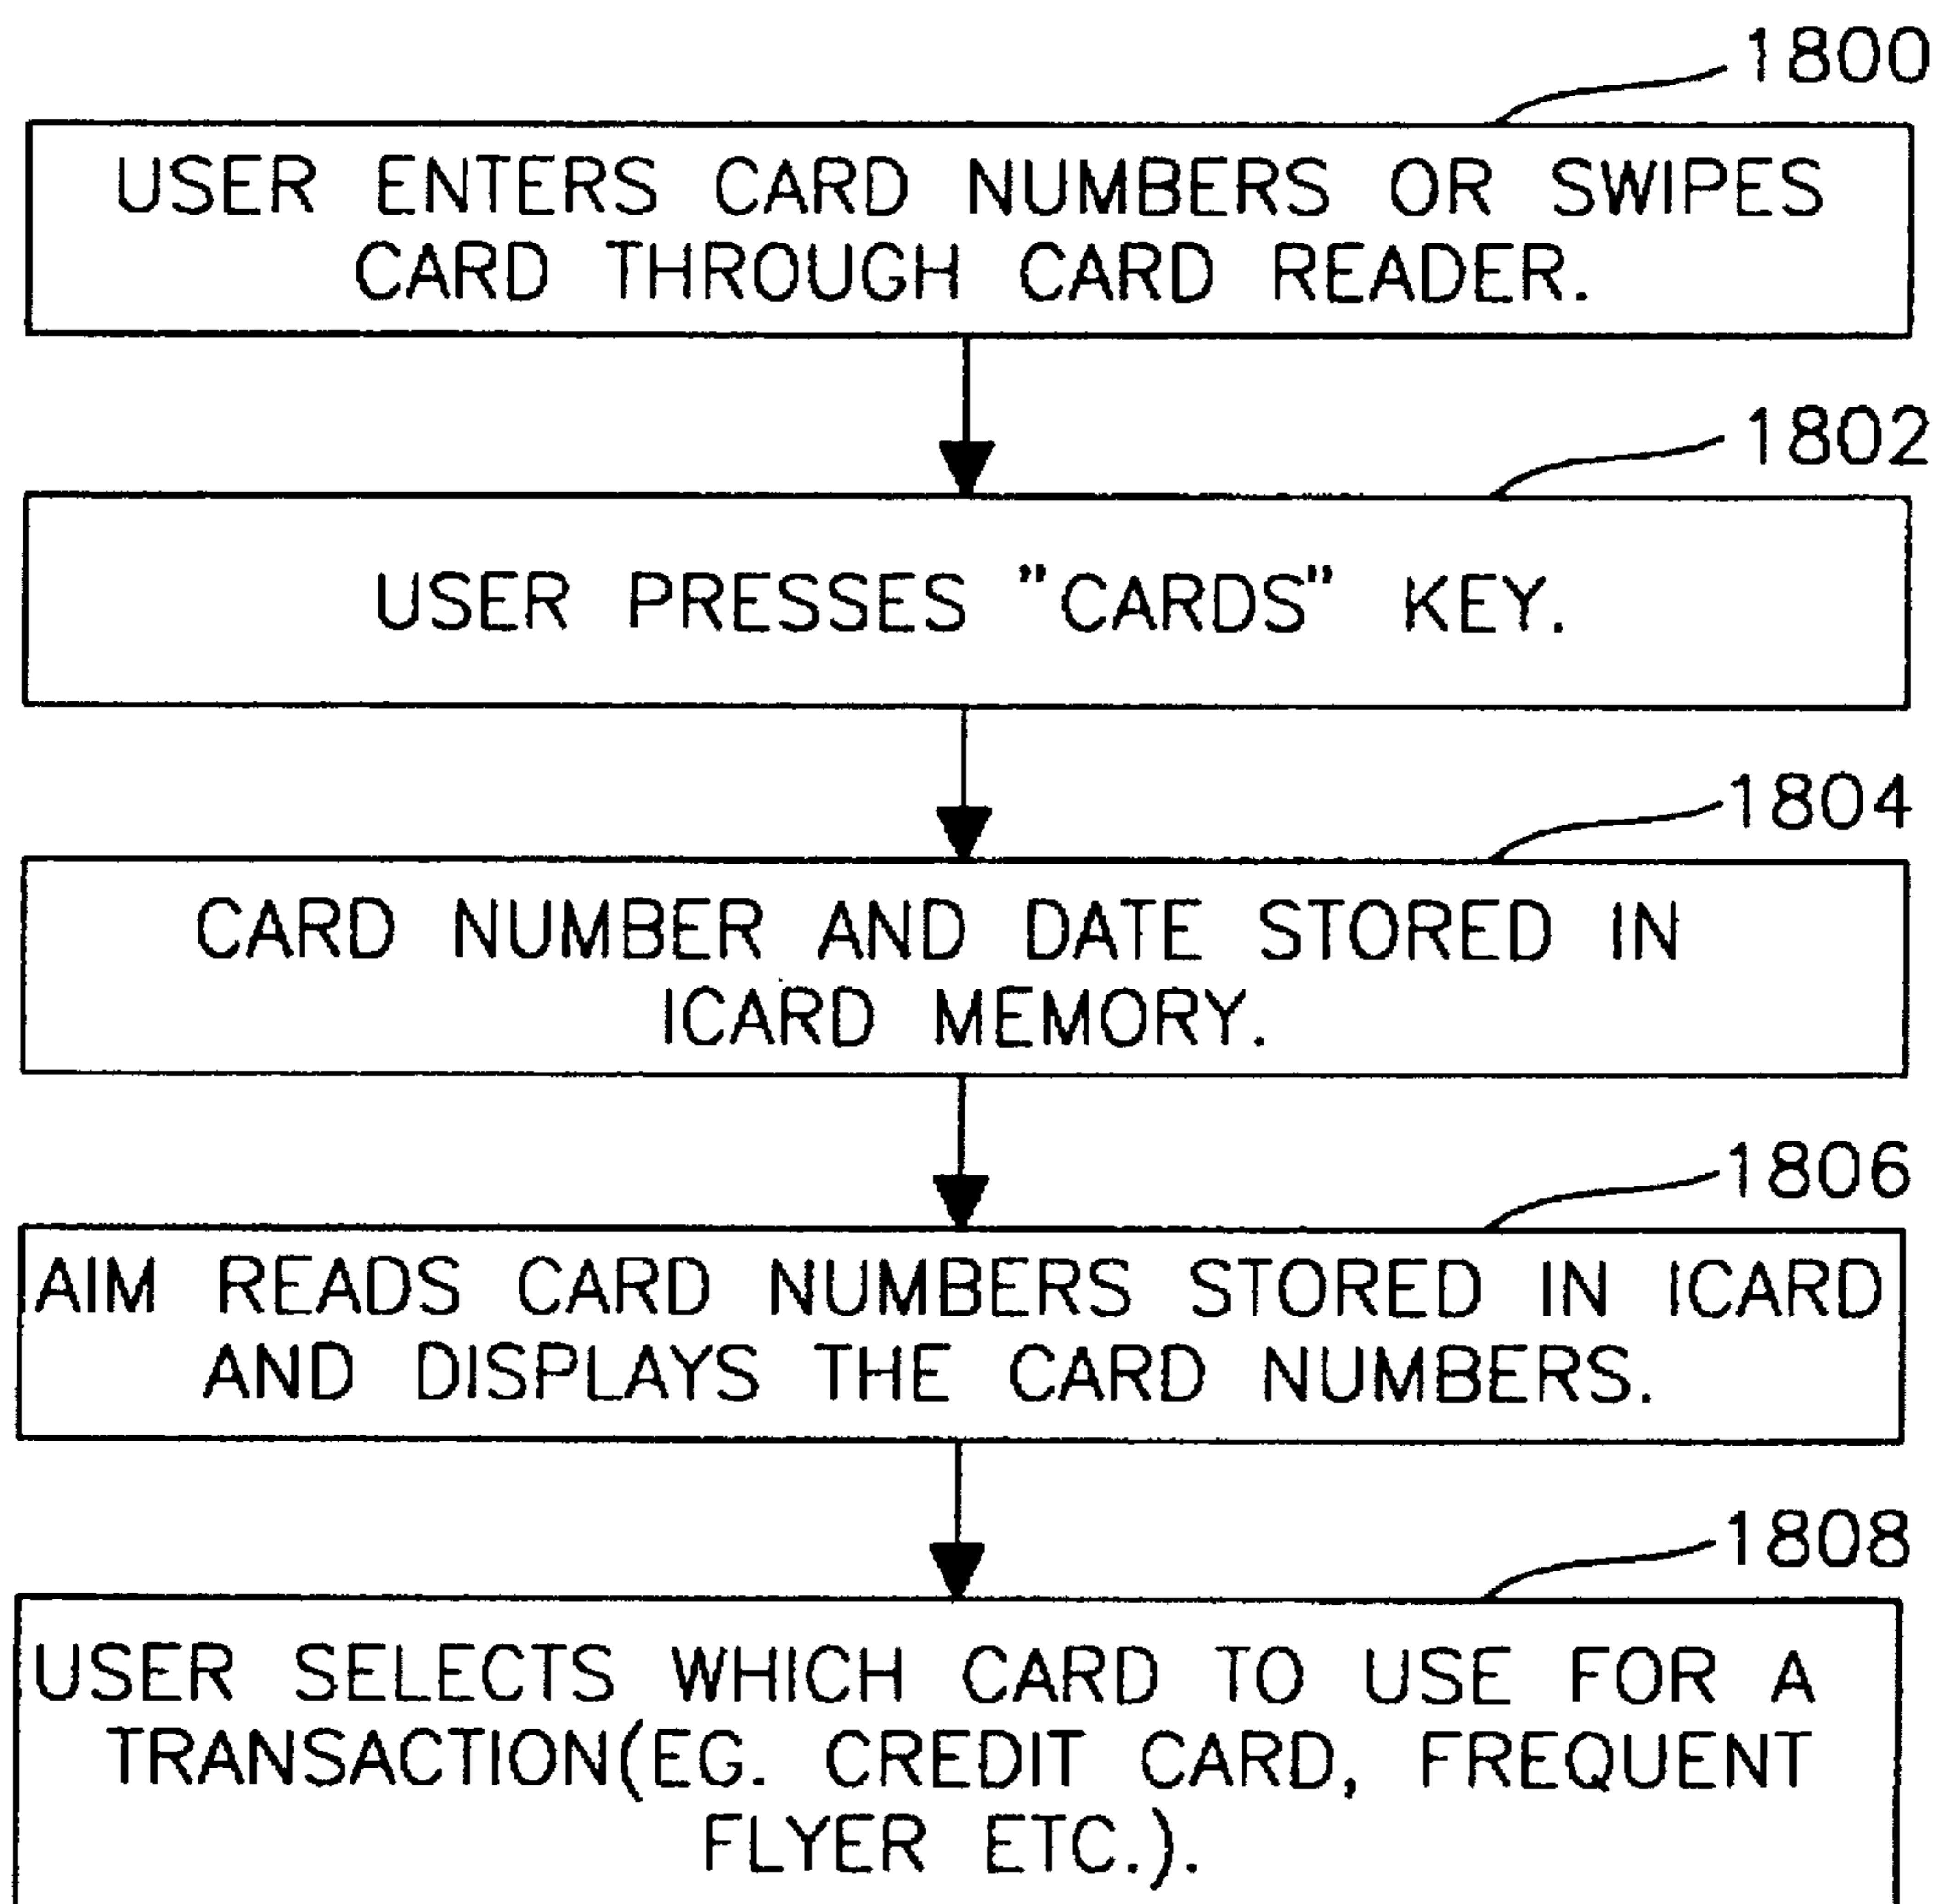 1800
USER ENTERS CARD NUMBERS OR SWIPES
CARD THROUGH CARD READER.
1802
USER PRESSES "CARDS" KEY.
1804
CARD NUMBER AND DATE STORED IN
ICARD MEMORY.
1806
AIM READS CARD NUMBERS STORED IN ICARD
AND DISPLAYS THE CARD NUMBERS.
1808
USER SELECTS WHICH CARD TO USE FOR A
TRANSACTION(EG. CREDIT CARD, FREQUENT
FLYER ETC.).